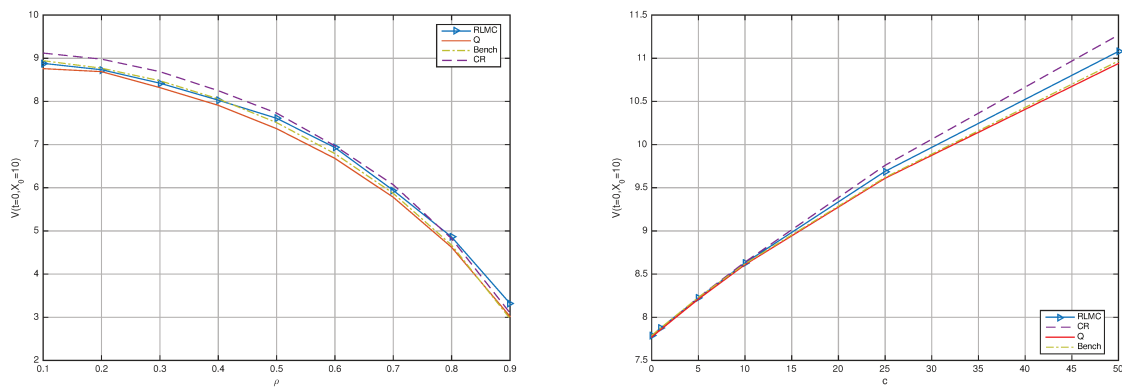 10
9
8
7
6
5
4
3
2
V(t=0,X_0=10)
0.1 0.2 0.3 0.4 0.5 0.6 0.7 0.8 0.9
ρ
RLMC
Q
Bench
CR
11.5
11
10.5
10
9.5
9
8.5
8
7.5
V(t=0,X_0=10)
0 5 10 15 20 25 30 35 40 45 50
c
RLMC
CR
Q
Bench